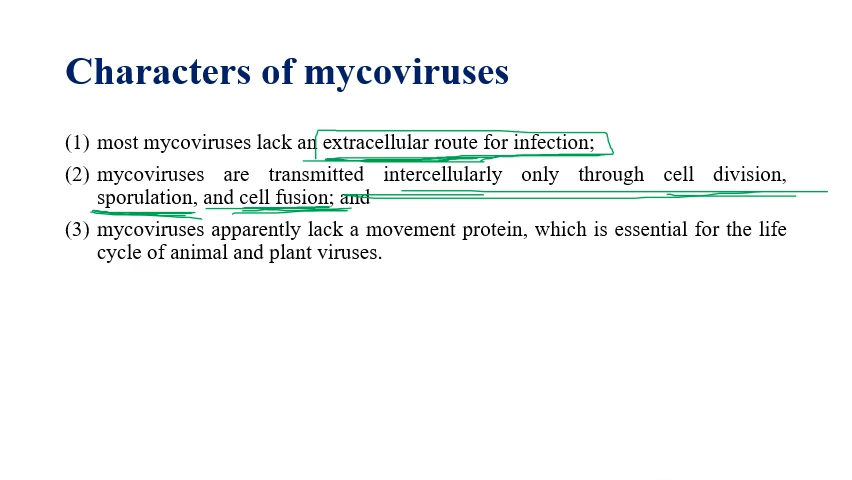 Characters of mycoviruses
(1) most mycoviruses lack an extracellular route for infection;
(2) mycoviruses are transmitted intercellularly only through cell division,
sporulation, and cell fusion; and
(3) mycoviruses apparently lack a movement protein, which is essential for the life
cycle of animal and plant viruses.